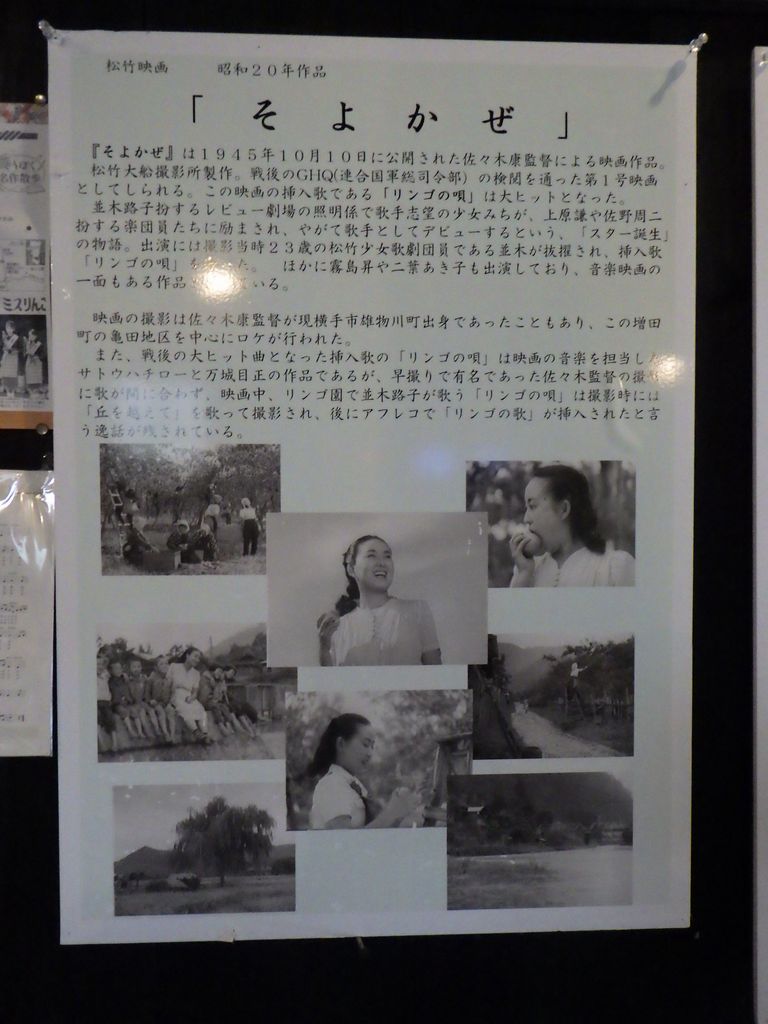 松竹映画　　　昭和２０年作品
「そよかぜ」
『そよかぜ』は１９４５年１０月１０日に公開された佐々木康監督による映画作品。
松竹大船撮影所製作。戦後のGHQ(連合国軍総司令部）の検閲を通った第１号映画
としてしられる。この映画の挿入歌である「リンゴの唄」は大ヒットとなった。
並木路子扮するレビュー劇場の照明係で歌手志望の少女みちが、上原謙や佐野周二
扮する楽団員たちに励まされ、やがて歌手としてデビューするという、「スター誕生」
の物語。出演には撮影当時２３歳の松竹少女歌劇団員である並木が抜擢され、挿入歌
「リンゴの唄」を　た。　ほかに霧島昇や二葉あき子も出演しており、音楽映画の
一面もある作品　ている。
映画の撮影は佐々木康監督が現横手市雄物川町出身であったこともあり、この増田
町の亀田地区を中心にロケが行われた。
また、戦後の大ヒット曲となった挿入歌の「リンゴの唄」は映画の音楽を担当した
サトウハチローと万城目正の作品であるが、早撮りで有名であった佐々木監督の撮
に歌が間に合わず、映画中、リンゴ園で並木路子が歌う「リンゴの唄」は撮影時には
「丘を越えて」を歌って撮影され、後にアフレコで「リンゴの歌」が挿入されたと言
う逸話が残されている。
名作散歩
ミスりんご